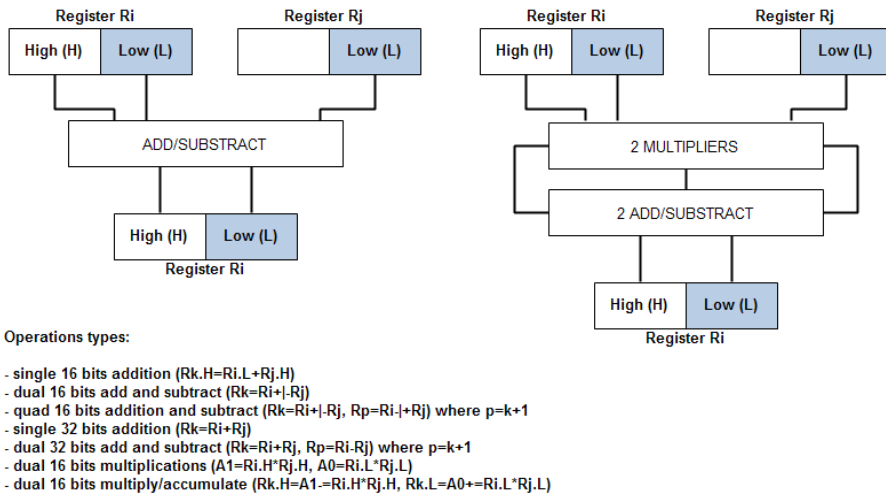 Register Ri Register Rj Register Ri Register Rj
High (H) Low (L) Low (L) High (H) Low (L) Low (L)
ADD/SUBSTRACT 2 MULTIPLIERS
2 ADD/SUBSTRACT
High (H) Low (L)
Register Ri
High (H) Low (L)
Register Ri
Operations types:
- single 16 bits addition (Rk.H=Ri.L+Rj.H)
- dual 16 bits add and subtract (Rk=Ri+|-Rj)
- quad 16 bits addition and subtract (Rk=Ri+|-Rj, Rp=Ri-|+Rj) where p=k+1
- single 32 bits addition (Rk=Ri+Rj)
- dual 32 bits add and subtract (Rk=Ri+Rj, Rp=Ri-Rj) where p=k+1
- dual 16 bits multiplications (A1=Ri.H*Rj.H, A0=Ri.L*Rj.L)
- dual 16 bits multiply/accumulate (Rk.H=A1-=Ri.H*Rj.H, Rk.L=A0+=Ri.L*Rj.L)